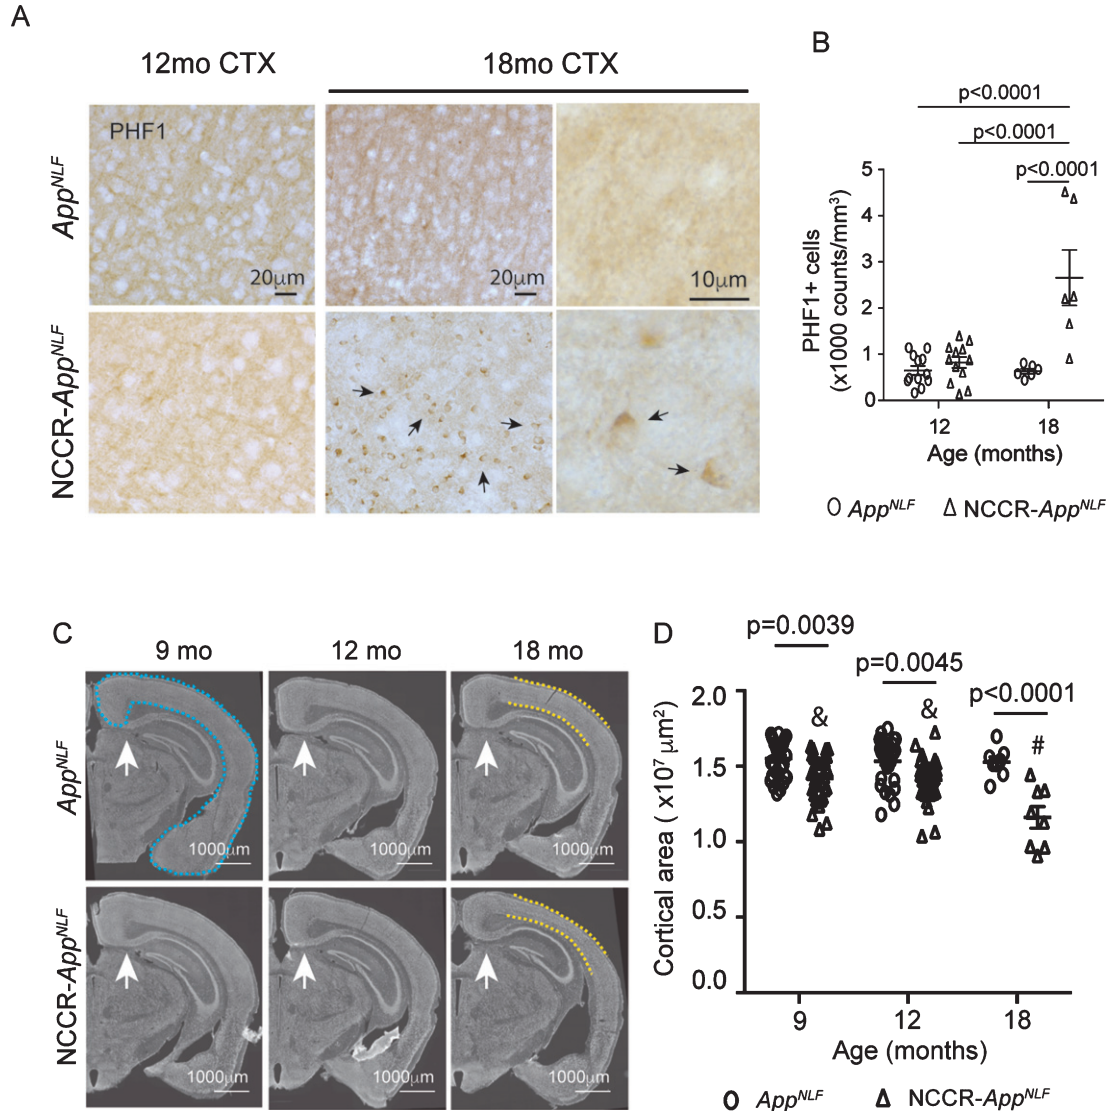 A
12mo CTX
18mo CTX
App^NLF
PHF1
20μm
20μm
10μm
NCCR-App^NLF
B
p<0.0001
p<0.0001
p<0.0001
PHF1+ cells
(x1000 counts/mm³)
5
4
3
2
1
0
12
18
Age (months)
App^NLF
NCCR-App^NLF
C
9 mo
12 mo
18 mo
App^NLF
1000μm
1000μm
1000μm
NCCR-App^NLF
1000μm
1000μm
1000μm
D
p=0.0039
p=0.0045
p<0.0001
&
&
#
Cortical area ( x10⁷ μm²)
2.0
1.5
1.0
0.5
0.0
9
12
18
Age (months)
App^NLF
NCCR-App^NLF